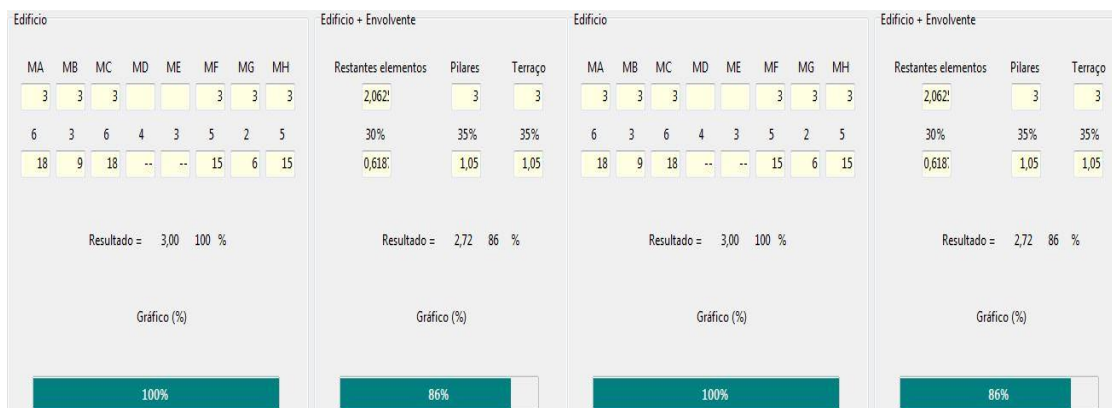 Edificio Edificio + Envolvente Edificio Edificio + Envolvente
MA MB MC MD ME MF MG MH Restantes elementos Pilares Terraço MA MB MC MD ME MF MG MH Restantes elementos Pilares Terraço
3 3 3 3 3 3 2,062 3 3 3 3 3 3 3 3 2,062 3 3
6 3 6 4 3 5 2 5 30% 35% 35% 6 3 6 4 3 5 2 5 30% 35% 35%
18 9 18 -- -- 15 6 15 0,618 1,05 1,05 18 9 18 -- -- 15 6 15 0,618 1,05 1,05
Resultado = 3,00 100 % Resultado = 2,72 86 % Resultado = 3,00 100 % Resultado = 2,72 86 %
Gráfico (%) Gráfico (%) Gráfico (%) Gráfico (%)
100% 86% 100% 86%